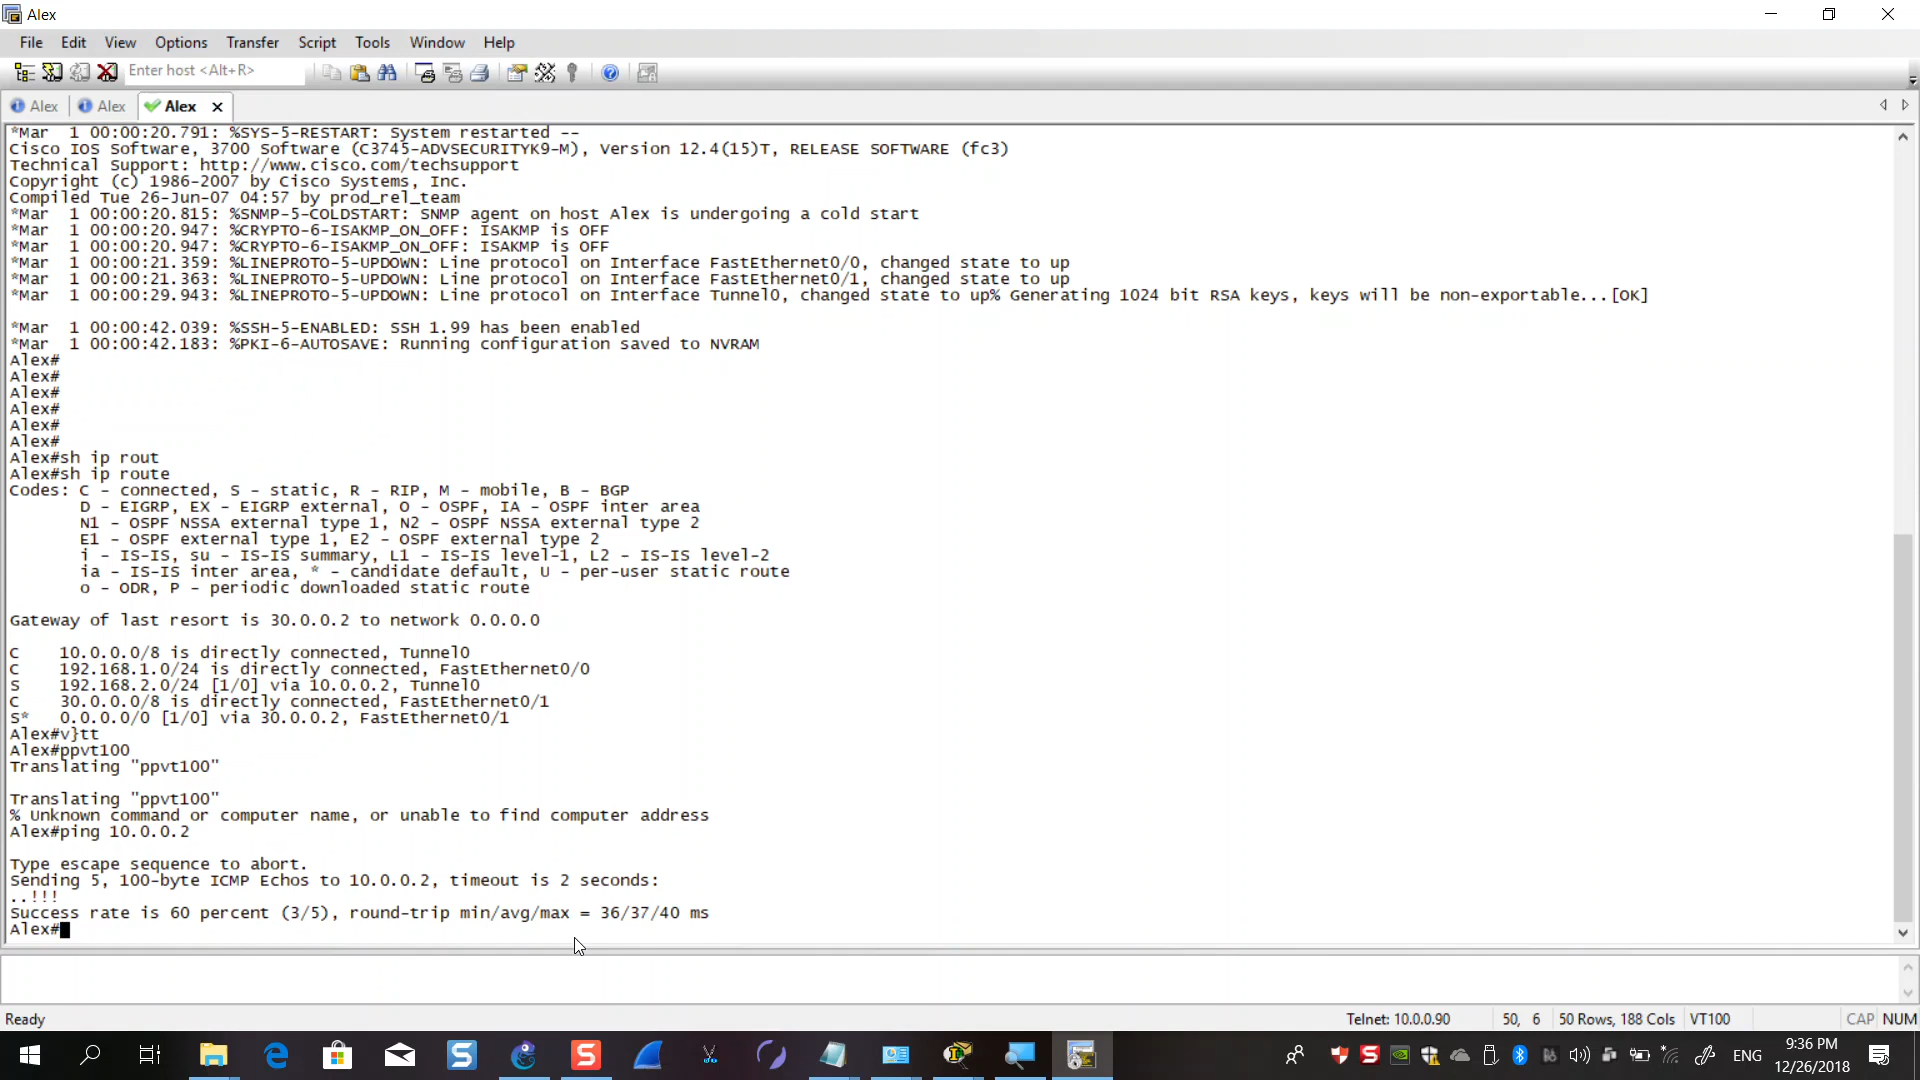 Alex
File Edit View Options Transfer Script Tools Window Help
Enter host <Alt+R>
Alex Alex Alex
*Mar  1 00:00:20.791: %SYS-5-RESTART: System restarted --
Cisco IOS Software, 3700 Software (C3745-ADVSECURITYK9-M), Version 12.4(15)T, RELEASE SOFTWARE (fc3)
Technical Support: http://www.cisco.com/techsupport
Copyright (c) 1986-2007 by Cisco Systems, Inc.
Compiled Tue 26-Jun-07 04:57 by prod_rel_team
*Mar  1 00:00:20.815: %SNMP-5-COLDSTART: SNMP agent on host Alex is undergoing a cold start
*Mar  1 00:00:20.947: %CRYPTO-6-ISAKMP_ON_OFF: ISAKMP is OFF
*Mar  1 00:00:20.947: %CRYPTO-6-ISAKMP_ON_OFF: ISAKMP is OFF
*Mar  1 00:00:21.359: %LINEPROTO-5-UPDOWN: Line protocol on Interface FastEthernet0/0, changed state to up
*Mar  1 00:00:21.363: %LINEPROTO-5-UPDOWN: Line protocol on Interface FastEthernet0/1, changed state to up
*Mar  1 00:00:29.943: %LINEPROTO-5-UPDOWN: Line protocol on Interface Tunnel0, changed state to up% Generating 1024 bit RSA keys, keys will be non-exportable...[OK]
*Mar  1 00:00:42.039: %SSH-5-ENABLED: SSH 1.99 has been enabled
*Mar  1 00:00:42.183: %PKI-6-AUTOSAVE: Running configuration saved to NVRAM
Alex#
Alex#
Alex#
Alex#
Alex#
Alex#
Alex#sh ip rout
Alex#sh ip route
Codes: C - connected, S - static, R - RIP, M - mobile, B - BGP
       D - EIGRP, EX - EIGRP external, O - OSPF, IA - OSPF inter area
       N1 - OSPF NSSA external type 1, N2 - OSPF NSSA external type 2
       E1 - OSPF external type 1, E2 - OSPF external type 2
       i - IS-IS, su - IS-IS summary, L1 - IS-IS level-1, L2 - IS-IS level-2
       ia - IS-IS inter area, * - candidate default, U - per-user static route
       o - ODR, P - periodic downloaded static route
Gateway of last resort is 30.0.0.2 to network 0.0.0.0
C    10.0.0.0/8 is directly connected, Tunnel0
C    192.168.1.0/24 is directly connected, FastEthernet0/0
S    192.168.2.0/24 [1/0] via 10.0.0.2, Tunnel0
C    30.0.0.0/8 is directly connected, FastEthernet0/1
S*   0.0.0.0/0 [1/0] via 30.0.0.2, FastEthernet0/1
Alex#v}tt
Alex#ppvt100
Translating "ppvt100"
Translating "ppvt100"
% Unknown command or computer name, or unable to find computer address
Alex#ping 10.0.0.2
Type escape sequence to abort.
Sending 5, 100-byte ICMP Echos to 10.0.0.2, timeout is 2 seconds:
..!!!
Success rate is 60 percent (3/5), round-trip min/avg/max = 36/37/40 ms
Alex#
Ready Telnet: 10.0.0.90 50, 6 50 Rows, 188 Cols VT100 CAP NUM
ENG 9:36 PM
12/26/2018